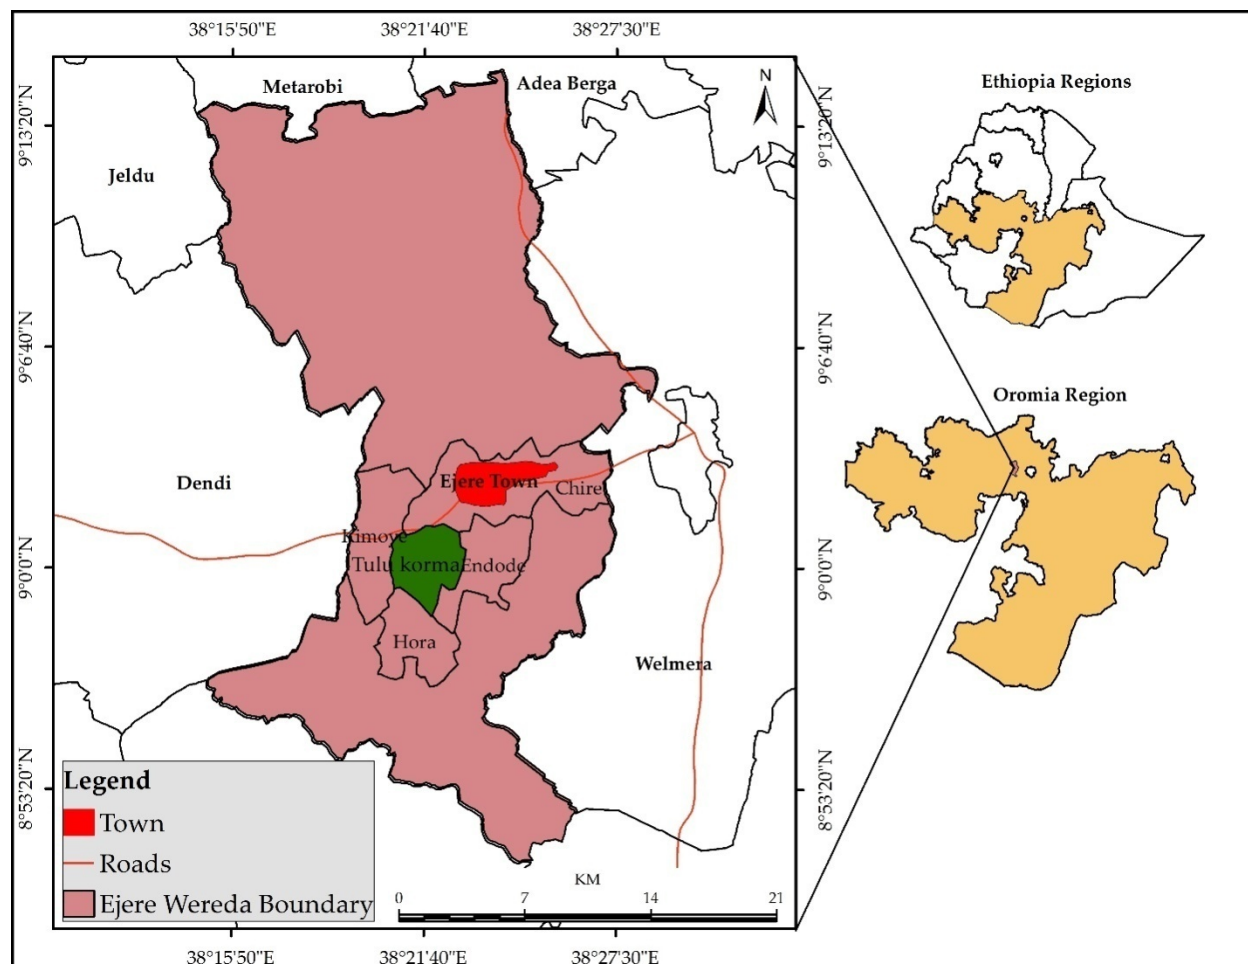 38°15'50"E
38°21'40"E
38°27'30"E
Metarobi
Adea Berga
N
Ethiopia Regions
9°13'20"N
9°13'20"N
Jeldu
9°6'40"N
9°6'40"N
Oromia Region
Dendi
Ejere Town
Chire
Kimoye
Tulu korma
Endode
9°0'0"N
9°0'0"N
Hora
Welmera
8°53'20"N
8°53'20"N
Legend
Town
Roads
Ejere Wereda Boundary
KM
0
7
14
21
38°15'50"E
38°21'40"E
38°27'30"E